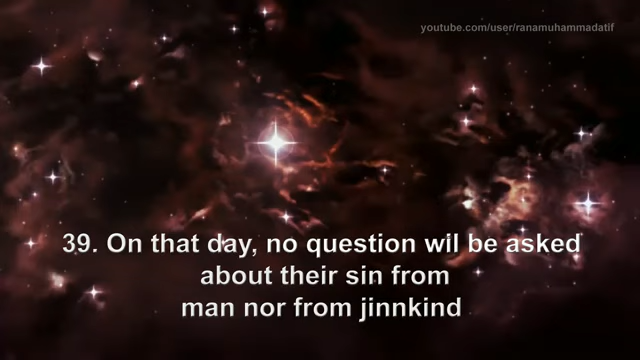 youtube.com/user/ranamuhammadatif
39. On that day, no question wil be asked
about their sin from
man nor from jinnkind